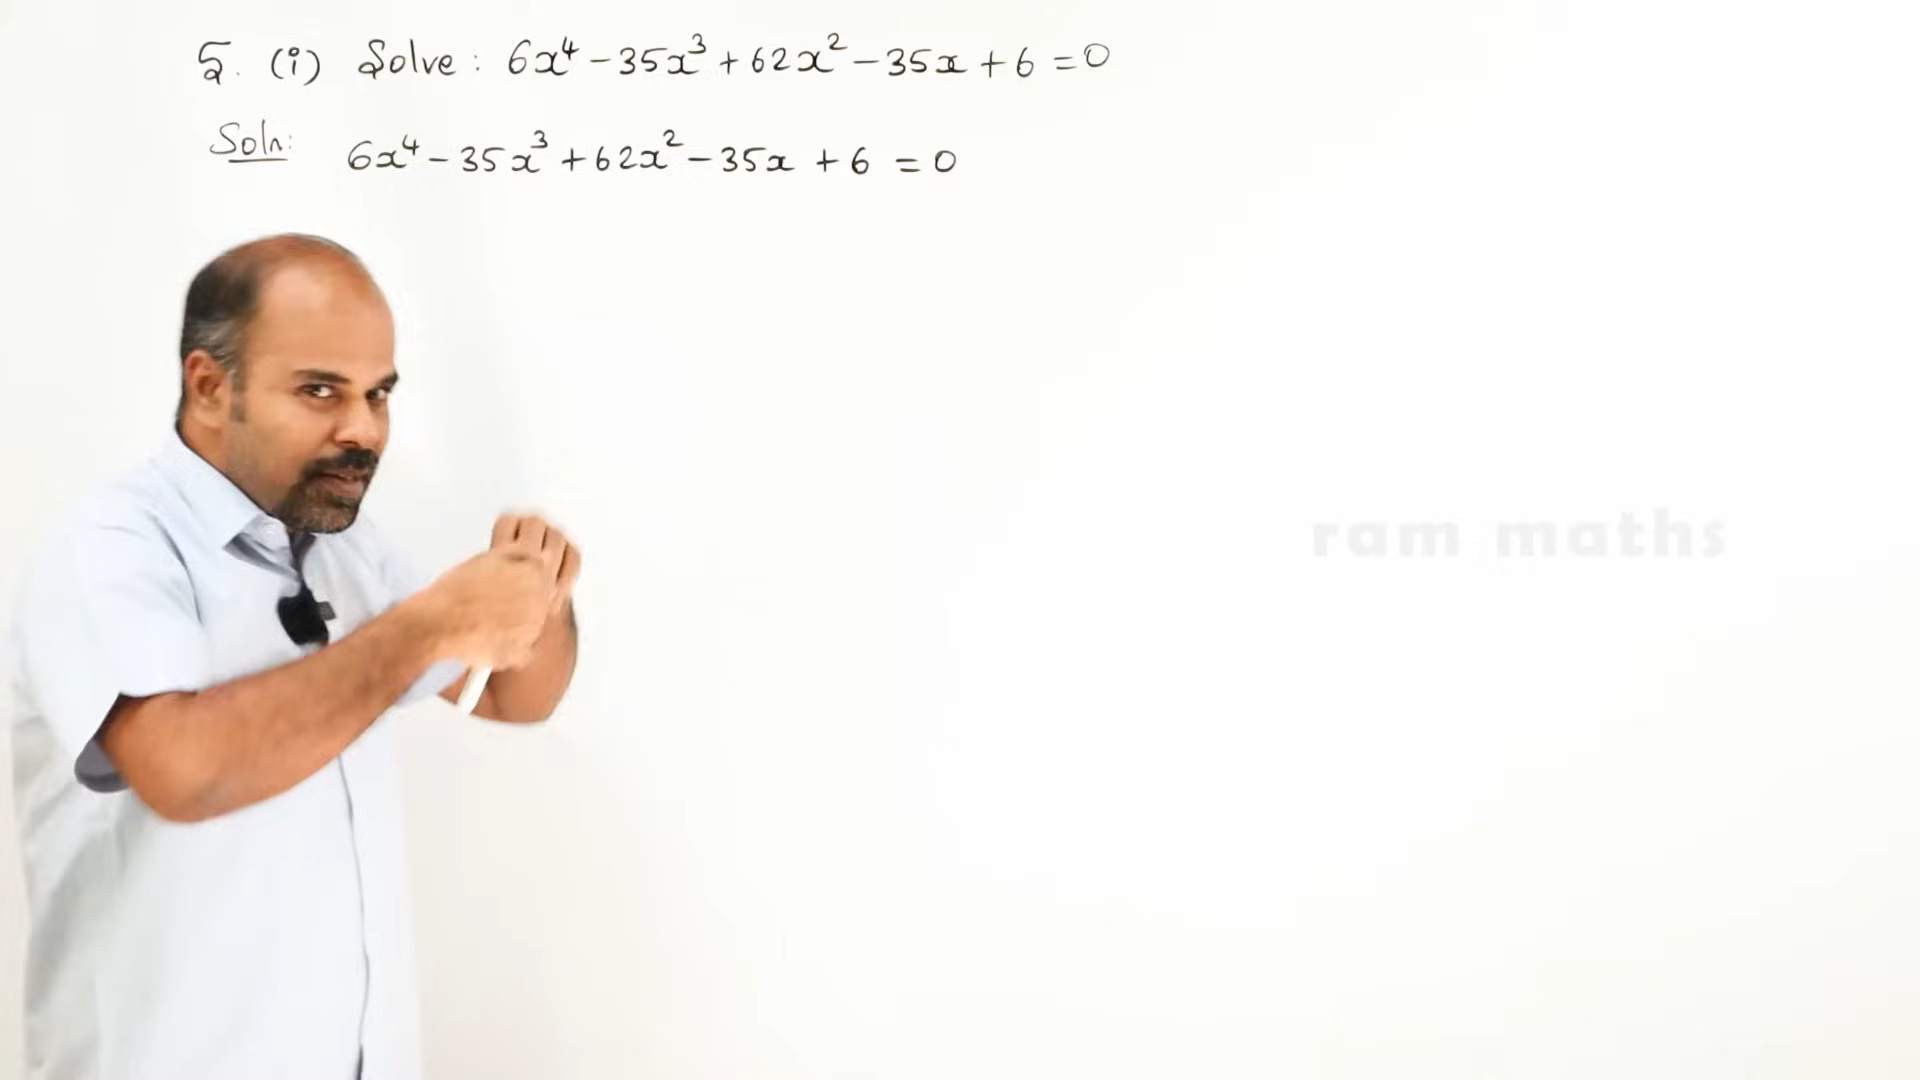 5. (i) Solve : 6x⁴ - 35x³ + 62x² - 35x + 6 = 0
Soln: 6x⁴ - 35x³ + 62x² - 35x + 6 = 0
ram maths